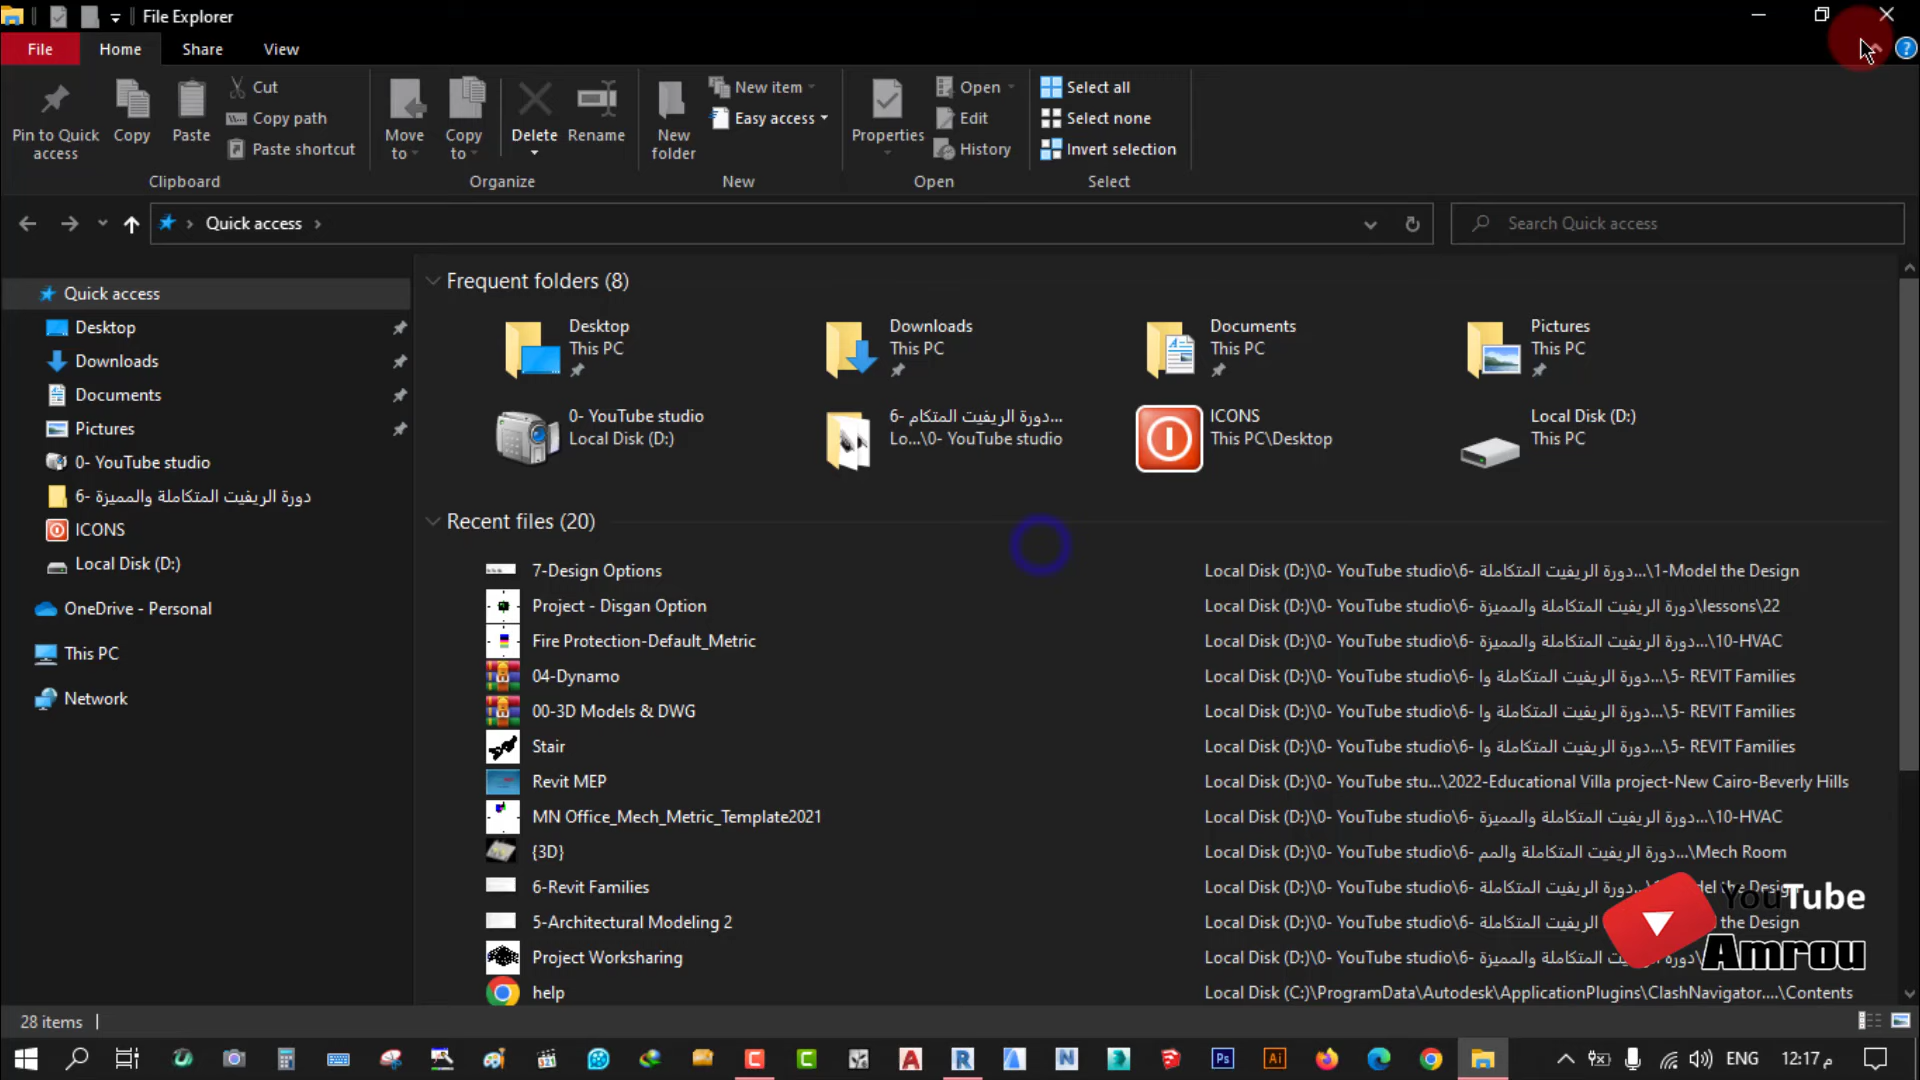 File Explorer
File Home Share View
Pin to Quick access
Copy
Paste
Cut
Copy path
Paste shortcut
Clipboard
Move to
Copy to
Delete
Rename
Organize
New folder
New item
Easy access
New
Properties
Open
Edit
History
Open
Select all
Select none
Invert selection
Select
Quick access
Search Quick access
Quick access
Desktop
Downloads
Documents
Pictures
0- YouTube studio
6- دورة الريفيت المتكاملة والمميزة
ICONS
Local Disk (D:)
OneDrive - Personal
This PC
Network
Frequent folders (8)
Desktop
This PC
Downloads
This PC
Documents
This PC
Pictures
This PC
0- YouTube studio
Local Disk (D:)
6- دورة الريفيت المتكام...
Lo...\0- YouTube studio
ICONS
This PC\Desktop
Local Disk (D:)
This PC
Recent files (20)
7-Design Options Local Disk (D:)\0- YouTube studio\6- دورة الريفيت المتكاملة...\1-Model the Design
Project - Disgan Option Local Disk (D:)\0- YouTube studio\6- دورة الريفيت المتكاملة والمميزة\lessons\22
Fire Protection-Default_Metric Local Disk (D:)\0- YouTube studio\6- دورة الريفيت المتكاملة والمميزة...\10-HVAC
04-Dynamo Local Disk (D:)\0- YouTube studio\6- دورة الريفيت المتكاملة وا...\5- REVIT Families
00-3D Models & DWG Local Disk (D:)\0- YouTube studio\6- دورة الريفيت المتكاملة وا...\5- REVIT Families
Stair Local Disk (D:)\0- YouTube studio\6- دورة الريفيت المتكاملة وا...\5- REVIT Families
Revit MEP Local Disk (D:)\0- YouTube stu...\2022-Educational Villa project-New Cairo-Beverly Hills
MN Office_Mech_Metric_Template2021 Local Disk (D:)\0- YouTube studio\6- دورة الريفيت المتكاملة والمميزة...\10-HVAC
{3D} Local Disk (D:)\0- YouTube studio\6- دورة الريفيت المتكاملة والمم...\Mech Room
6-Revit Families Local Disk (D:)\0- YouTube studio\6- دورة الريفيت المتكاملة
5-Architectural Modeling 2 Local Disk (D:)\0- YouTube studio\6- الريفيت المتكاملة the Design
Project Worksharing Local Disk (D:)\0- YouTube studio\6- المتكاملة والمميزة
help Local Disk (C:)\ProgramData\Autodesk\ApplicationPlugins\ClashNavigator....\Contents
YouTube
Amrou
28 items
ENG 12:17 م